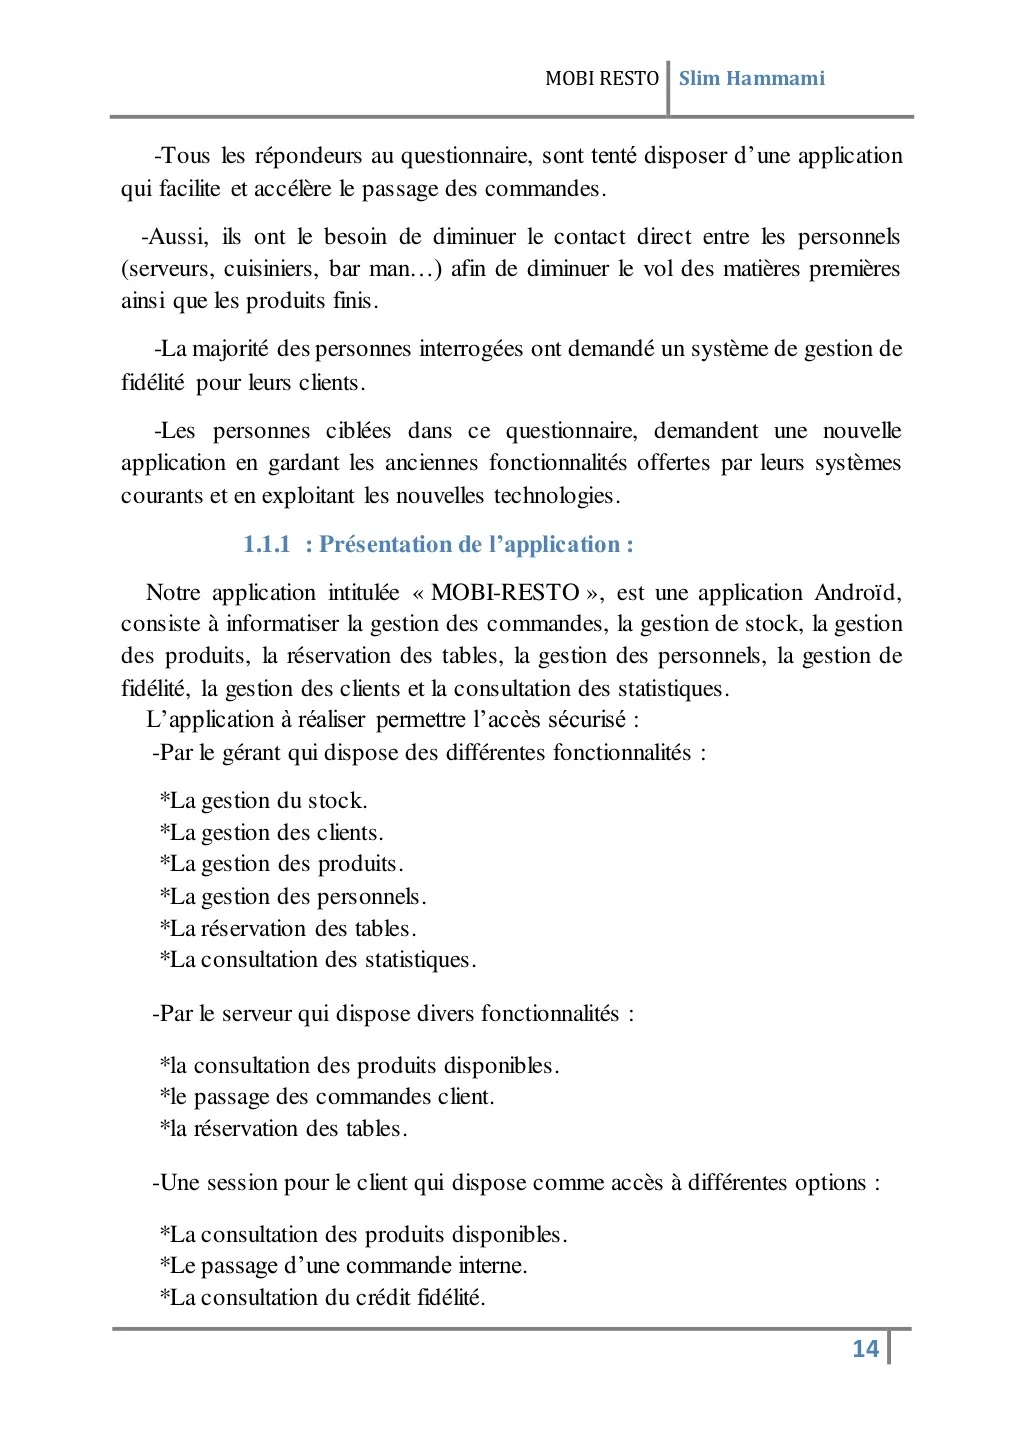 MOBI RESTO Slim Hammami
-Tous les répondeurs au questionnaire, sont tenté disposer d’une application
qui facilite et accélère le passage des commandes.
-Aussi, ils ont le besoin de diminuer le contact direct entre les personnels
(serveurs, cuisiniers, bar man…) afin de diminuer le vol des matières premières
ainsi que les produits finis.
-La majorité des personnes interrogées ont demandé un système de gestion de
fidélité pour leurs clients.
-Les personnes ciblées dans ce questionnaire, demandent une nouvelle
application en gardant les anciennes fonctionnalités offertes par leurs systèmes
courants et en exploitant les nouvelles technologies.
1.1.1 : Présentation de l’application :
Notre application intitulée « MOBI-RESTO », est une application Androïd,
consiste à informatiser la gestion des commandes, la gestion de stock, la gestion
des produits, la réservation des tables, la gestion des personnels, la gestion de
fidélité, la gestion des clients et la consultation des statistiques.
L’application à réaliser permettre l’accès sécurisé :
-Par le gérant qui dispose des différentes fonctionnalités :
*La gestion du stock.
*La gestion des clients.
*La gestion des produits.
*La gestion des personnels.
*La réservation des tables.
*La consultation des statistiques.
-Par le serveur qui dispose divers fonctionnalités :
*la consultation des produits disponibles.
*le passage des commandes client.
*la réservation des tables.
-Une session pour le client qui dispose comme accès à différentes options :
*La consultation des produits disponibles.
*Le passage d’une commande interne.
*La consultation du crédit fidélité.
14